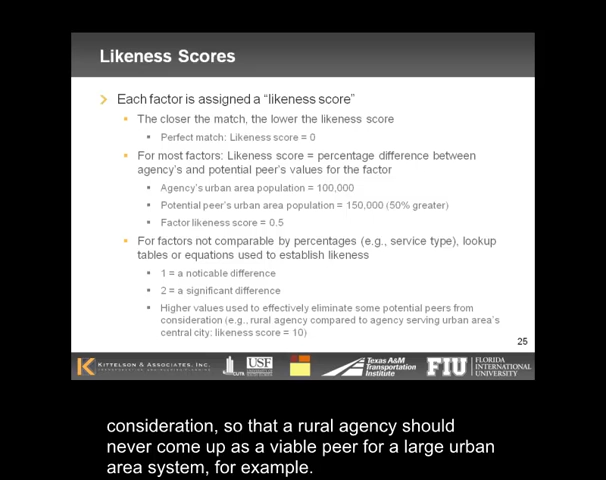 Likeness Scores
Each factor is assigned a “likeness score”
The closer the match, the lower the likeness score
Perfect match: Likeness score = 0
For most factors: Likeness score = percentage difference between
agency's and potential peer's values for the factor
Agency's urban area population = 100,000
Potential peer's urban area population = 150,000 (50% greater)
Factor likeness score = 0.5
For factors not comparable by percentages (e.g., service type), lookup
tables or equations used to establish likeness
1 = a noticable difference
2 = a significant difference
Higher values used to effectively eliminate some potential peers from
consideration (e.g., rural agency compared to agency serving urban area's
central city: likeness score = 10)
25
KITTELSON & ASSOCIATES, INC.
CUTR
USF
Texas A&M
Transportation
Institute
FIU
FLORIDA
INTERNATIONAL
UNIVERSITY
consideration, so that a rural agency should
never come up as a viable peer for a large urban
area system, for example.